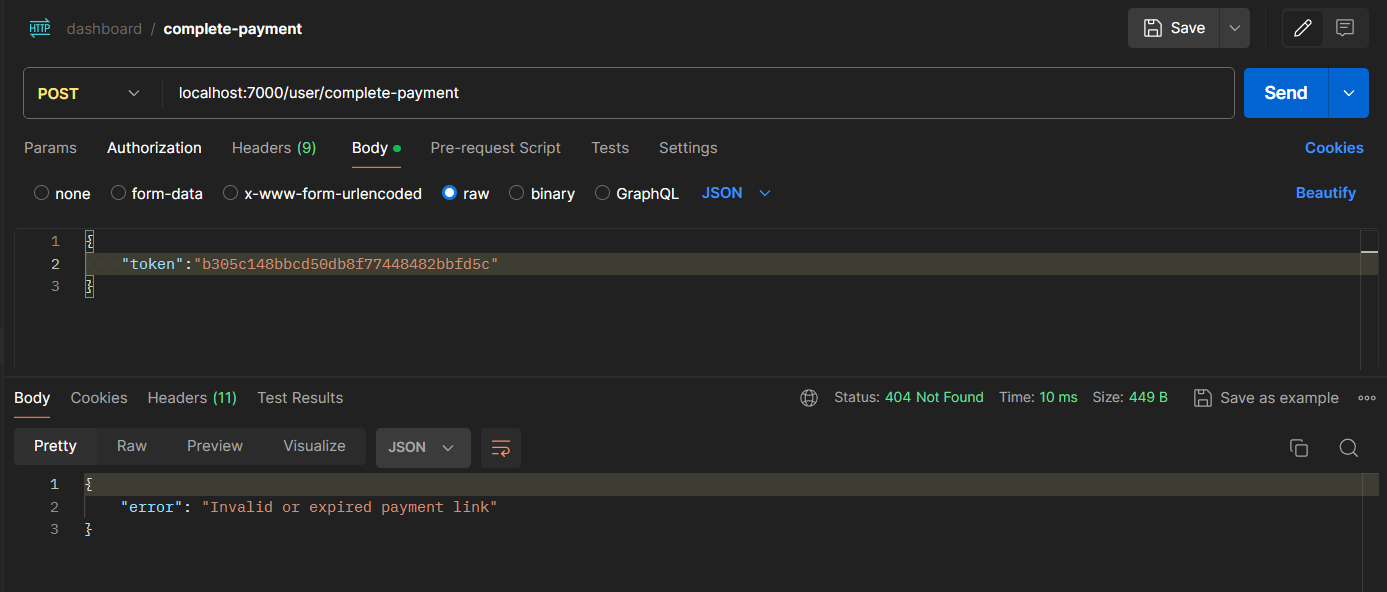 HTTP dashboard / complete-payment Save
POST localhost:7000/user/complete-payment Send
Params Authorization Headers (9) Body Pre-request Script Tests Settings Cookies
none form-data x-www-form-urlencoded raw binary GraphQL JSON Beautify
1 {
2 "token":"b305c148bbcd50db8f77448482bbfd5c"
3 }
Body Cookies Headers (11) Test Results Status: 404 Not Found Time: 10 ms Size: 449 B Save as example
Pretty Raw Preview Visualize JSON
1 {
2 "error": "Invalid or expired payment link"
3 }